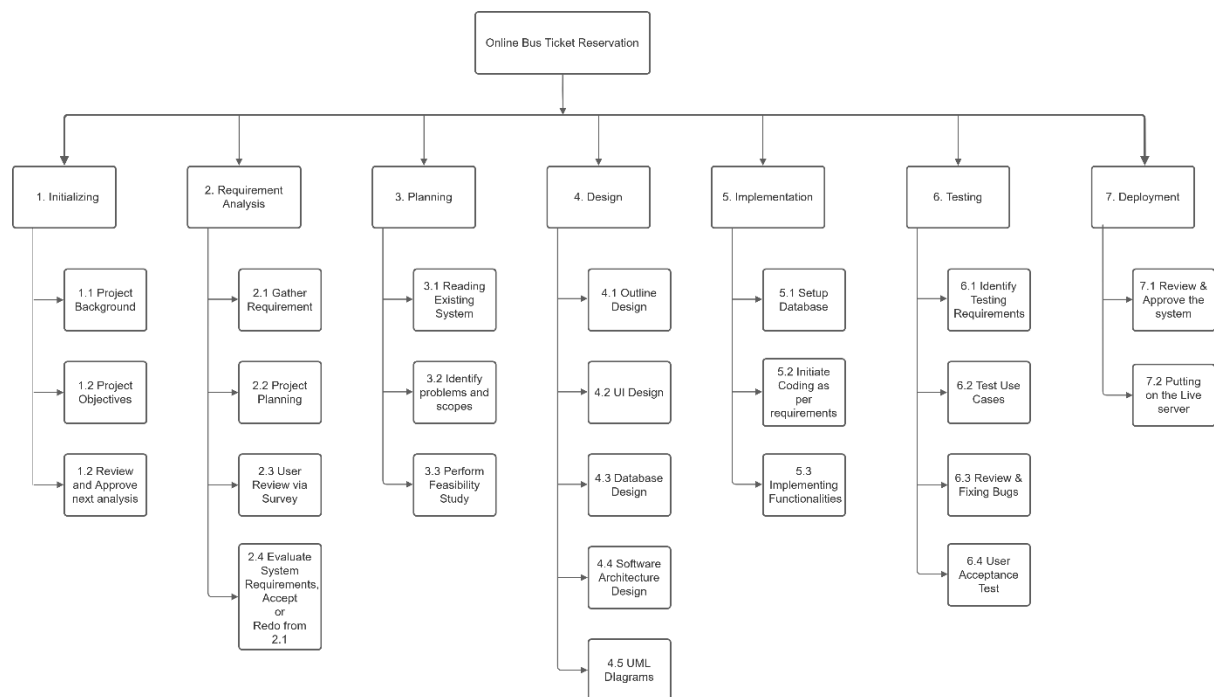 Online Bus Ticket Reservation
1. Initializing
2. Requirement
Analysis
3. Planning
4. Design
5. Implementation
6. Testing
7. Deployment
1.1 Project
Background
1.2 Project
Objectives
1.2 Review
and Approve
next analysis
2.1 Gather
Requirement
2.2 Project
Planning
2.3 User
Review via
Survey
2.4 Evaluate
System
Requirements,
Accept
or
Redo from
2.1
3.1 Reading
Existing
System
3.2 Identify
problems and
scopes
3.3 Perform
Feasibility
Study
4.1 Outline
Design
4.2 UI Design
4.3 Database
Design
4.4 Software
Architecture
Design
4.5 UML
DIagrams
5.1 Setup
Database
5.2 Initiate
Coding as
per
requirements
5.3
Implementing
Functionalities
6.1 Identify
Testing
Requirements
6.2 Test Use
Cases
6.3 Review &
Fixing Bugs
6.4 User
Acceptance
Test
7.1 Review &
Approve the
system
7.2 Putting
on the Live
server